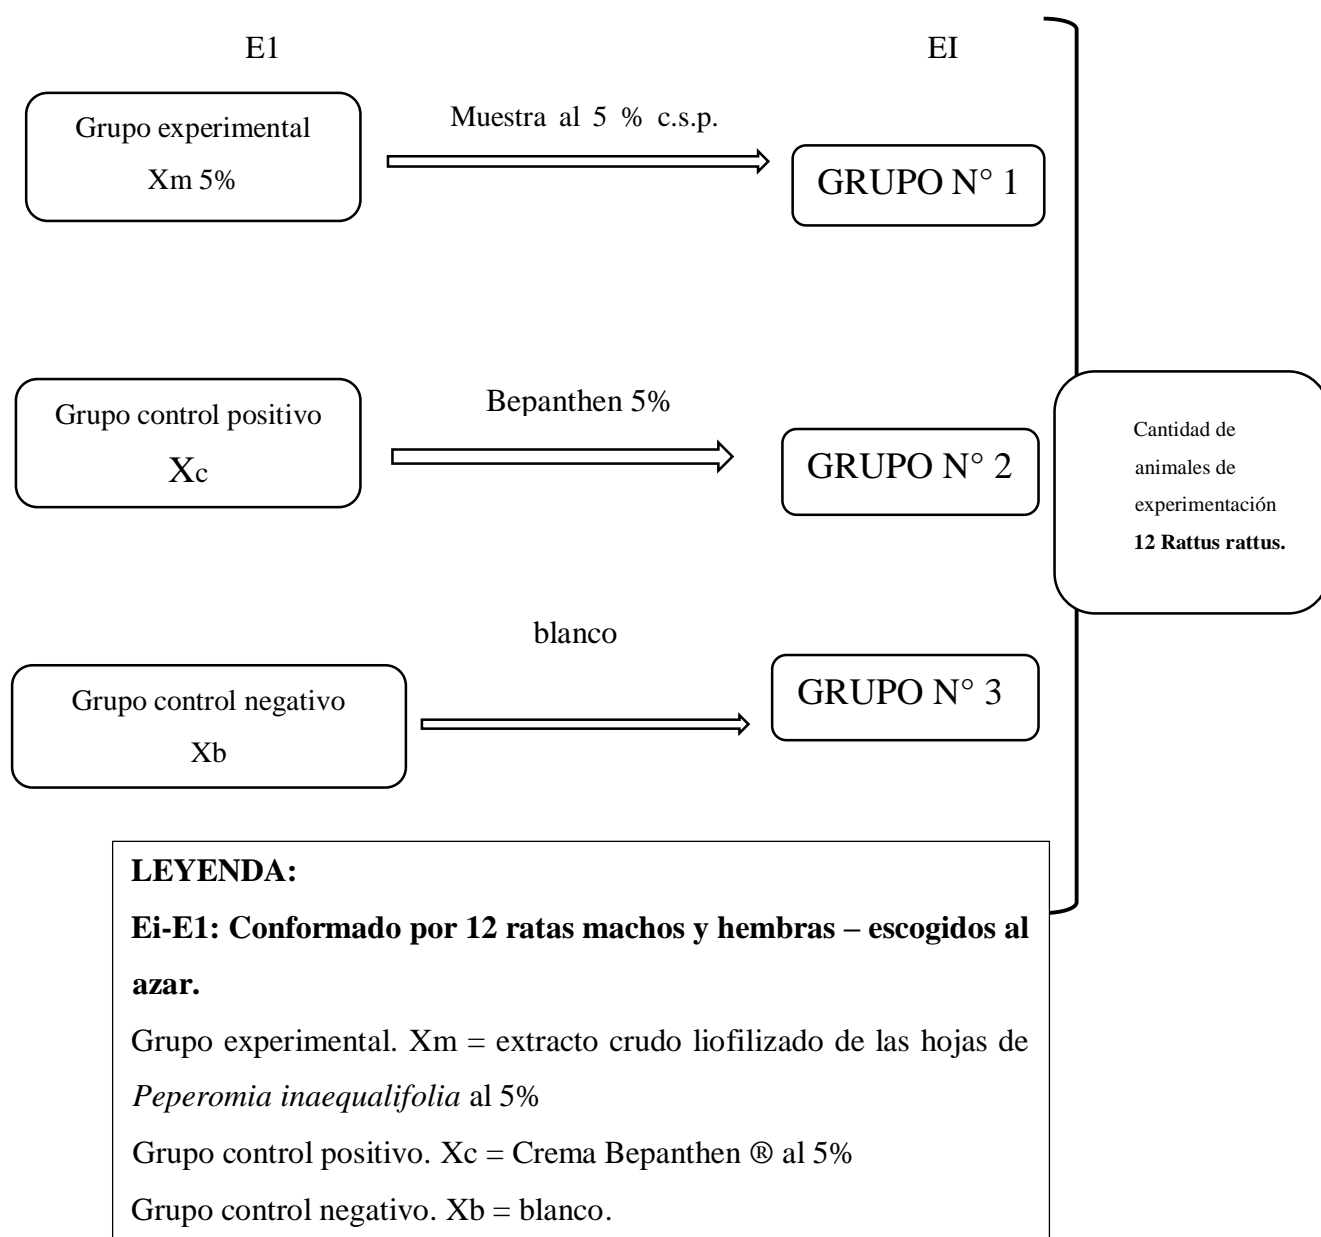 E1
EI
Grupo experimental
Xm 5%
Muestra al 5 % c.s.p.
GRUPO N° 1
Grupo control positivo
Xc
Bepanthen 5%
GRUPO N° 2
Cantidad de
animales de
experimentación
12 Rattus rattus.
Grupo control negativo
Xb
blanco
GRUPO N° 3
LEYENDA:
Ei-E1: Conformado por 12 ratas machos y hembras – escogidos al
azar.
Grupo experimental. Xm = extracto crudo liofilizado de las hojas de
Peperomia inaequalifolia al 5%
Grupo control positivo. Xc = Crema Bepanthen ® al 5%
Grupo control negativo. Xb = blanco.